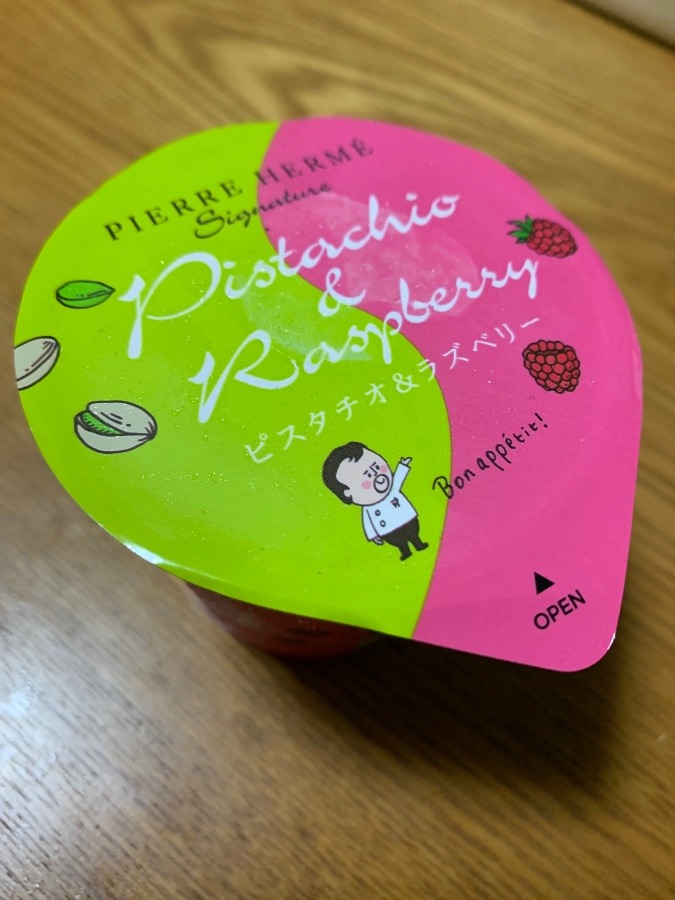 PIERRE HERMÉ
Signature
Pistachio
&
Raspberry
ピスタチオ&ラズベリー
Bon appétit!
▲
OPEN